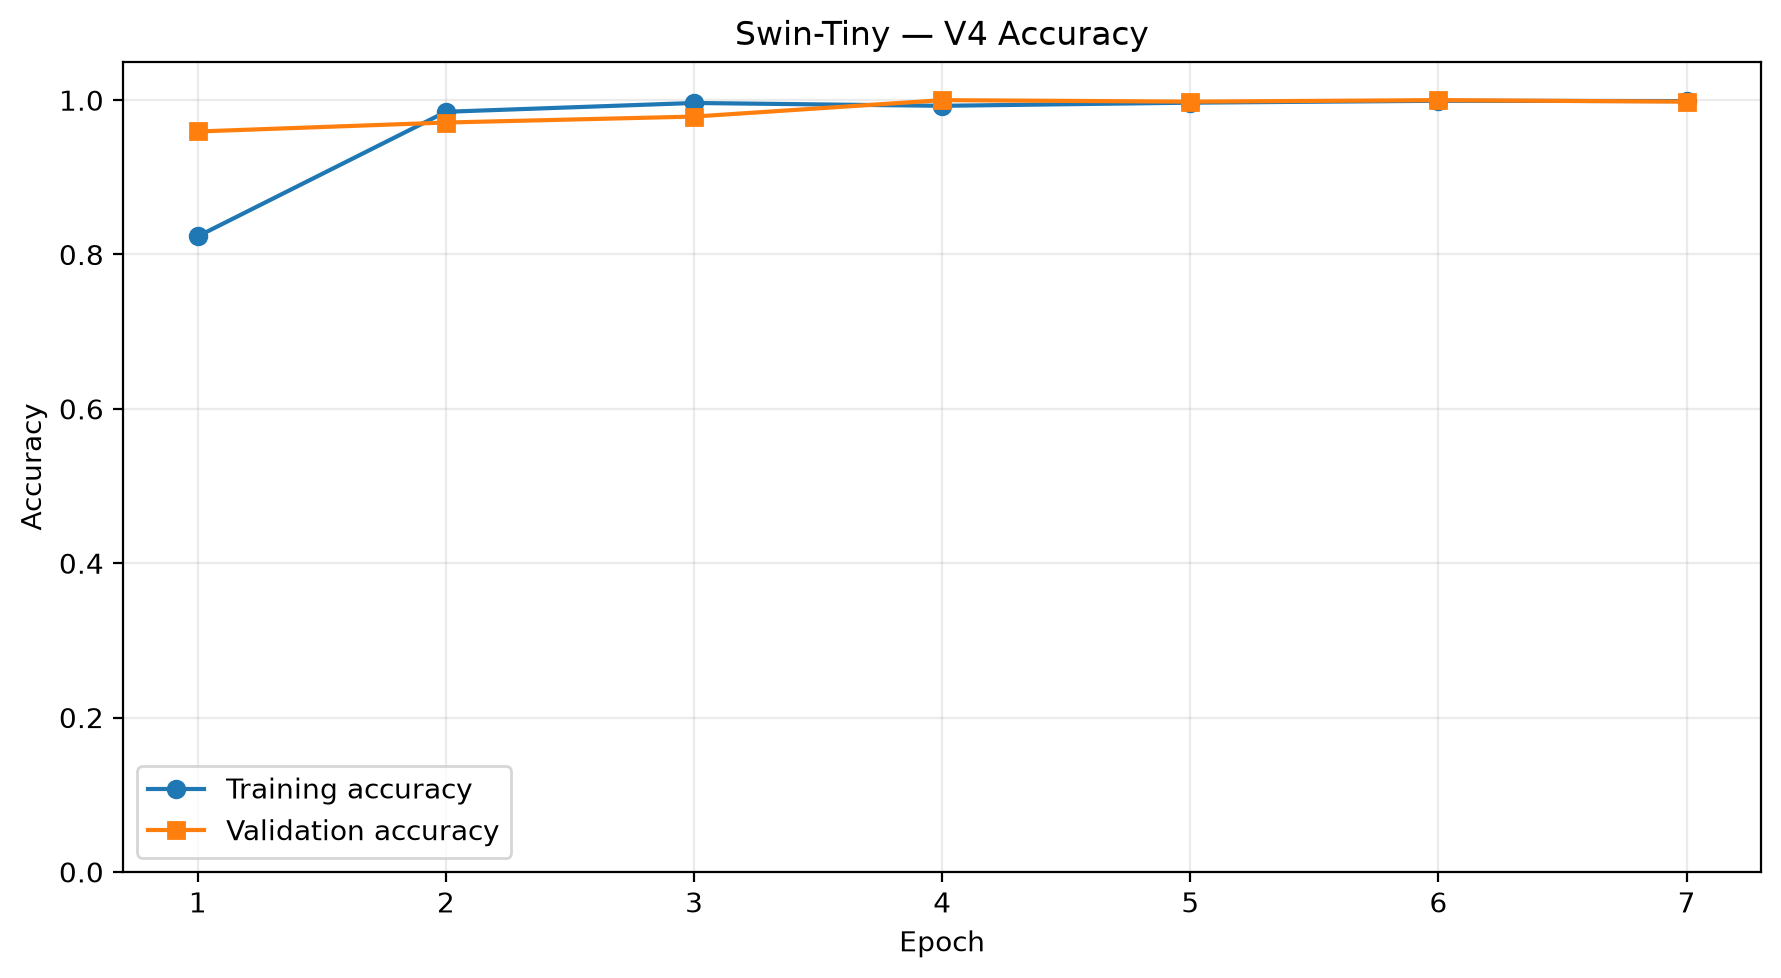 Swin-Tiny — V4 Accuracy
Accuracy
1.0
0.8
0.6
0.4
0.2
0.0
Training accuracy
Validation accuracy
1 2 3 4 5 6 7
Epoch